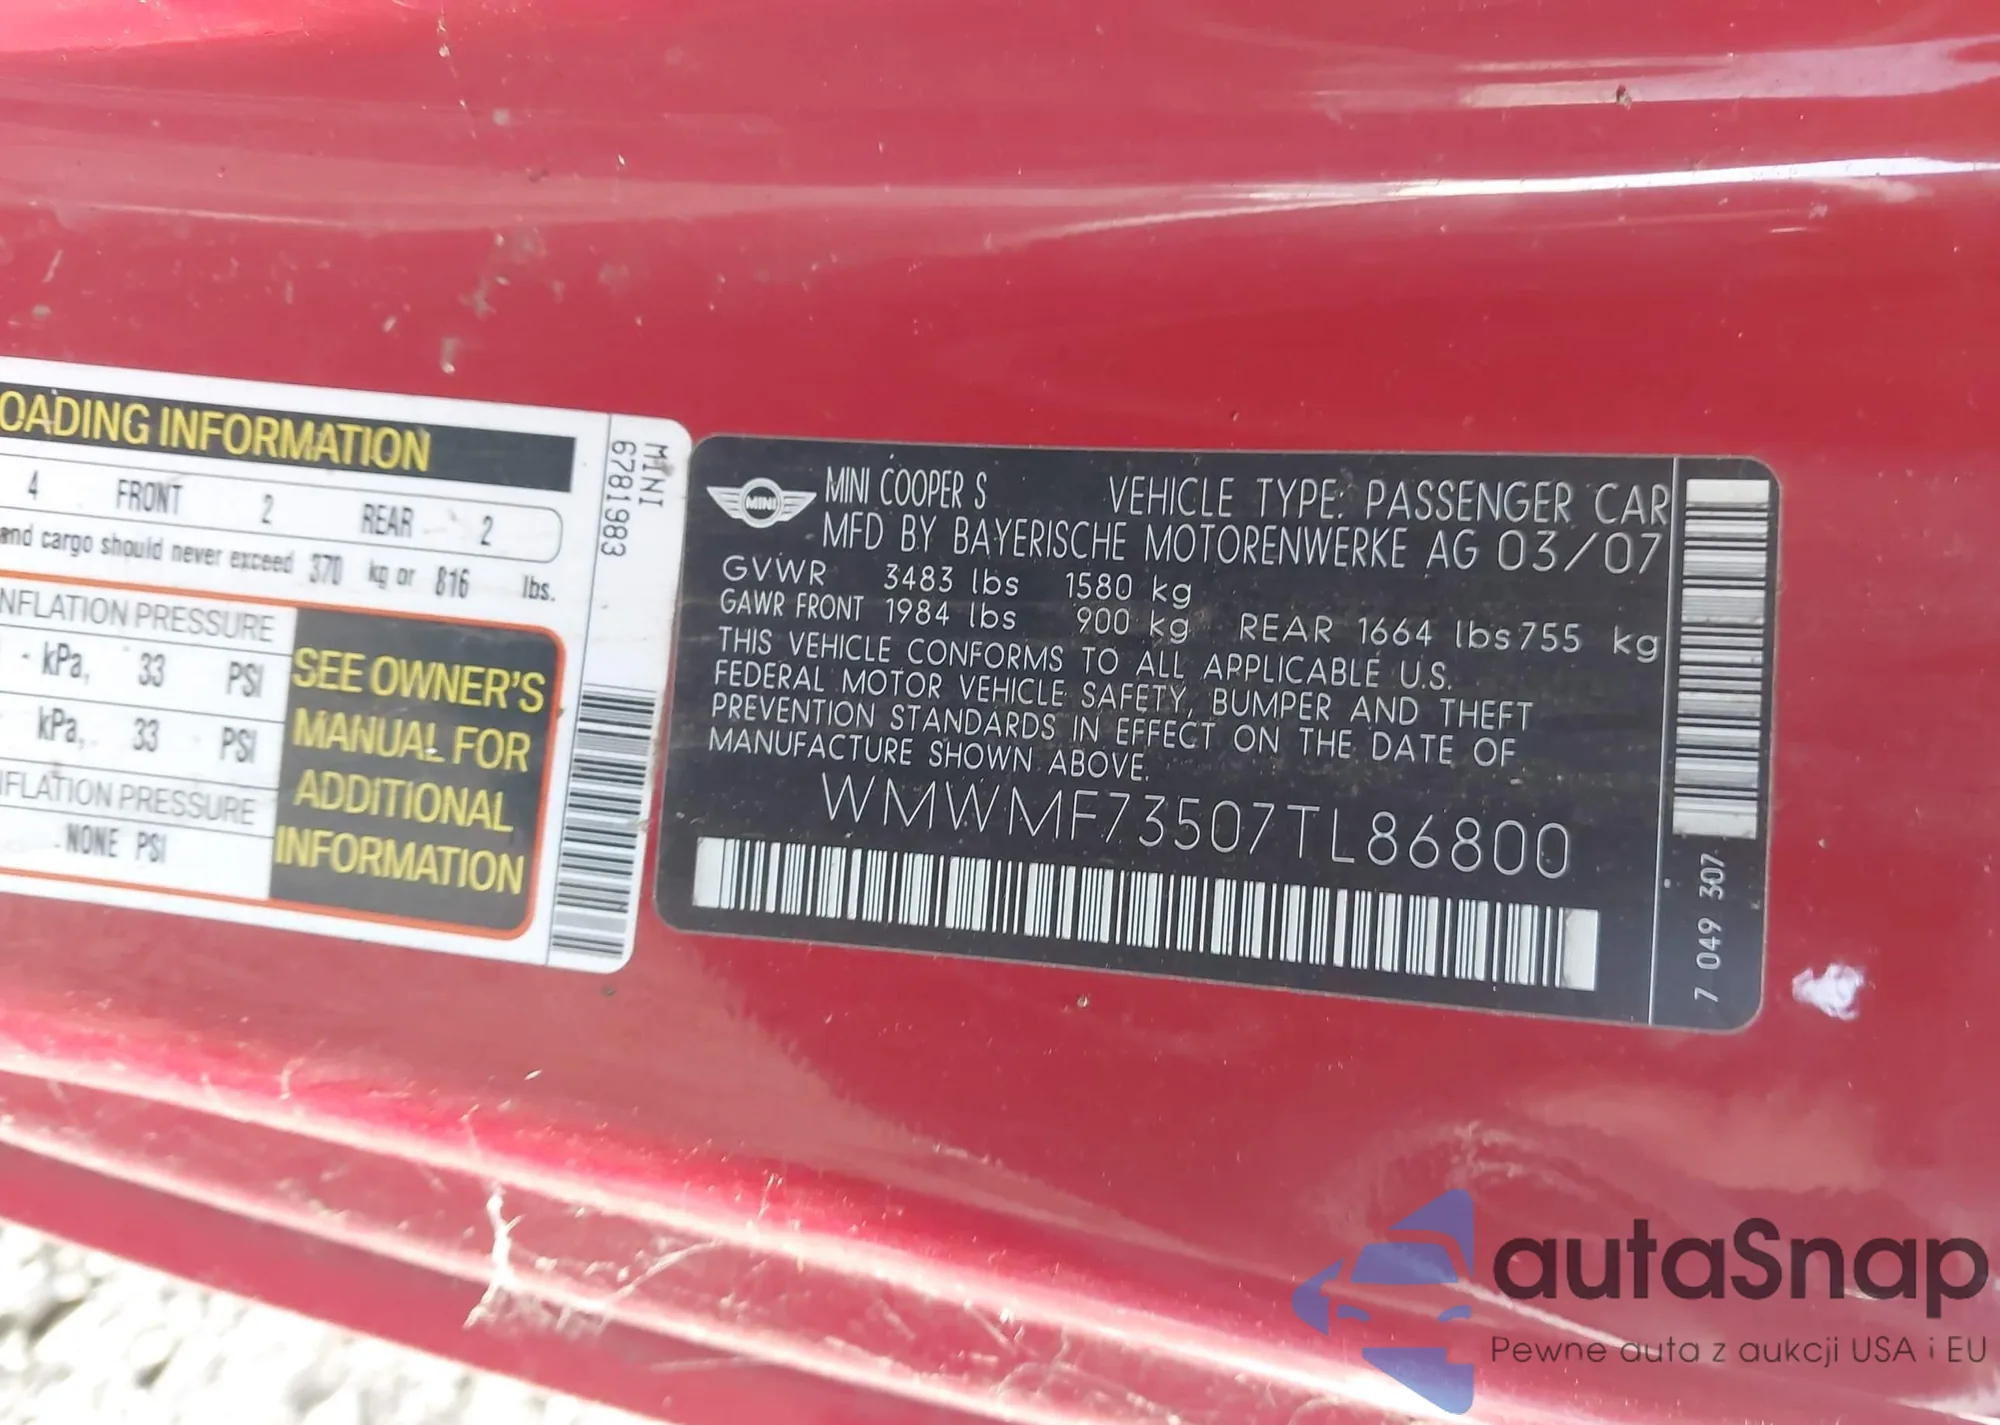 OADING INFORMATION
4 FRONT 2 REAR 2
and cargo should never exceed 370 kg or 816 lbs.
NFLATION PRESSURE
- kPa, 33 PSI
kPa, 33 PSI
NFLATION PRESSURE
NONE PSI
SEE OWNER'S
MANUAL FOR
ADDITIONAL
INFORMATION
MINI
6781983
MINI
MINI COOPER S VEHICLE TYPE: PASSENGER CAR
MFD BY BAYERISCHE MOTORENWERKE AG 03/07
GVWR 3483 lbs 1580 kg
GAWR FRONT 1984 lbs 900 kg REAR 1664 lbs 755 kg
THIS VEHICLE CONFORMS TO ALL APPLICABLE U.S.
FEDERAL MOTOR VEHICLE SAFETY, BUMPER AND THEFT
PREVENTION STANDARDS IN EFFECT ON THE DATE OF
MANUFACTURE SHOWN ABOVE.
WMWMF73507TL86800
7 049 307
autaSnap
Pewne auta z aukcji USA i EU